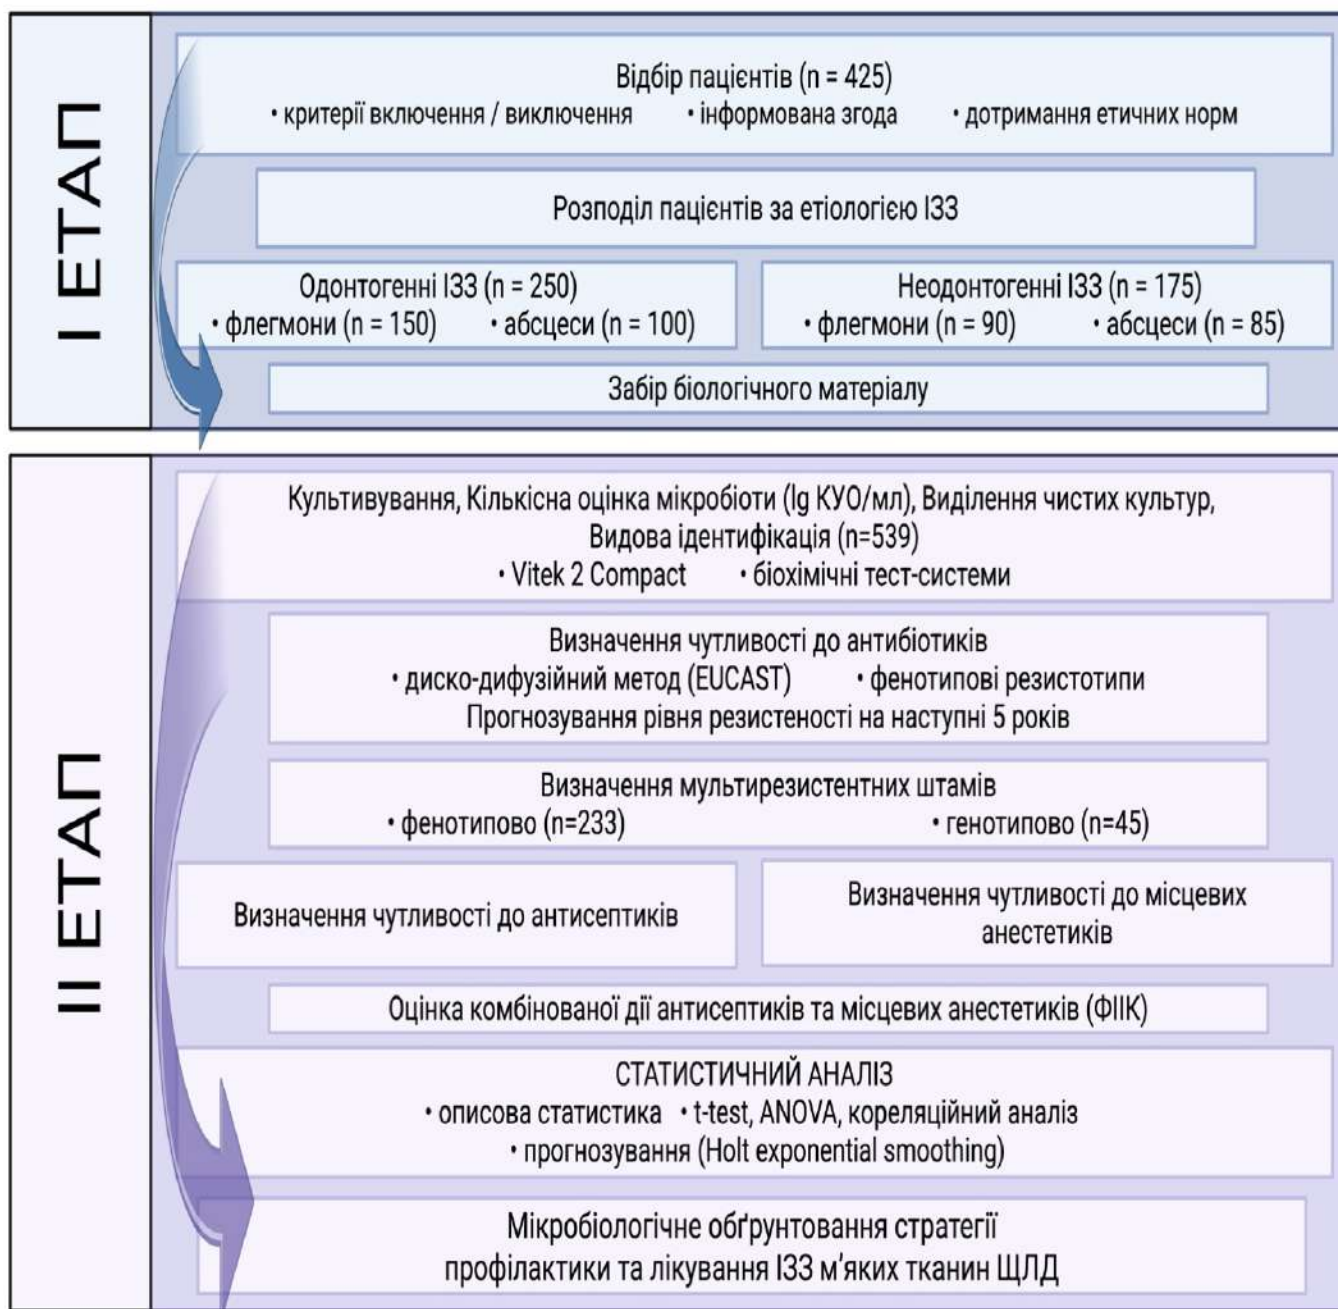 І ЕТАП
Відбір пацієнтів (n = 425)
• критерії включення / виключення • інформована згода • дотримання етичних норм
Розподіл пацієнтів за етіологією ІЗЗ
Одонтогенні ІЗЗ (n = 250)
• флегмони (n = 150) • абсцеси (n = 100)
Неодонтогенні ІЗЗ (n = 175)
• флегмони (n = 90) • абсцеси (n = 85)
Забір біологічного матеріалу
ІІ ЕТАП
Культивування, Кількісна оцінка мікробіоти (lg КУО/мл), Виділення чистих культур,
Видова ідентифікація (n=539)
• Vitek 2 Compact • біохімічні тест-системи
Визначення чутливості до антибіотиків
• диско-дифузійний метод (EUCAST) • фенотипові резистотипи
Прогнозування рівня резистеності на наступні 5 років
Визначення мультирезистентних штамів
• фенотипово (n=233) • генотипово (n=45)
Визначення чутливості до антисептиків
Визначення чутливості до місцевих
анестетиків
Оцінка комбінованої дії антисептиків та місцевих анестетиків (ФІІК)
СТАТИСТИЧНИЙ АНАЛІЗ
• описова статистика • t-test, ANOVA, кореляційний аналіз
• прогнозування (Holt exponential smoothing)
Мікробіологічне обґрунтовання стратегії
профілактики та лікування ІЗЗ м'яких тканин ЩЛД